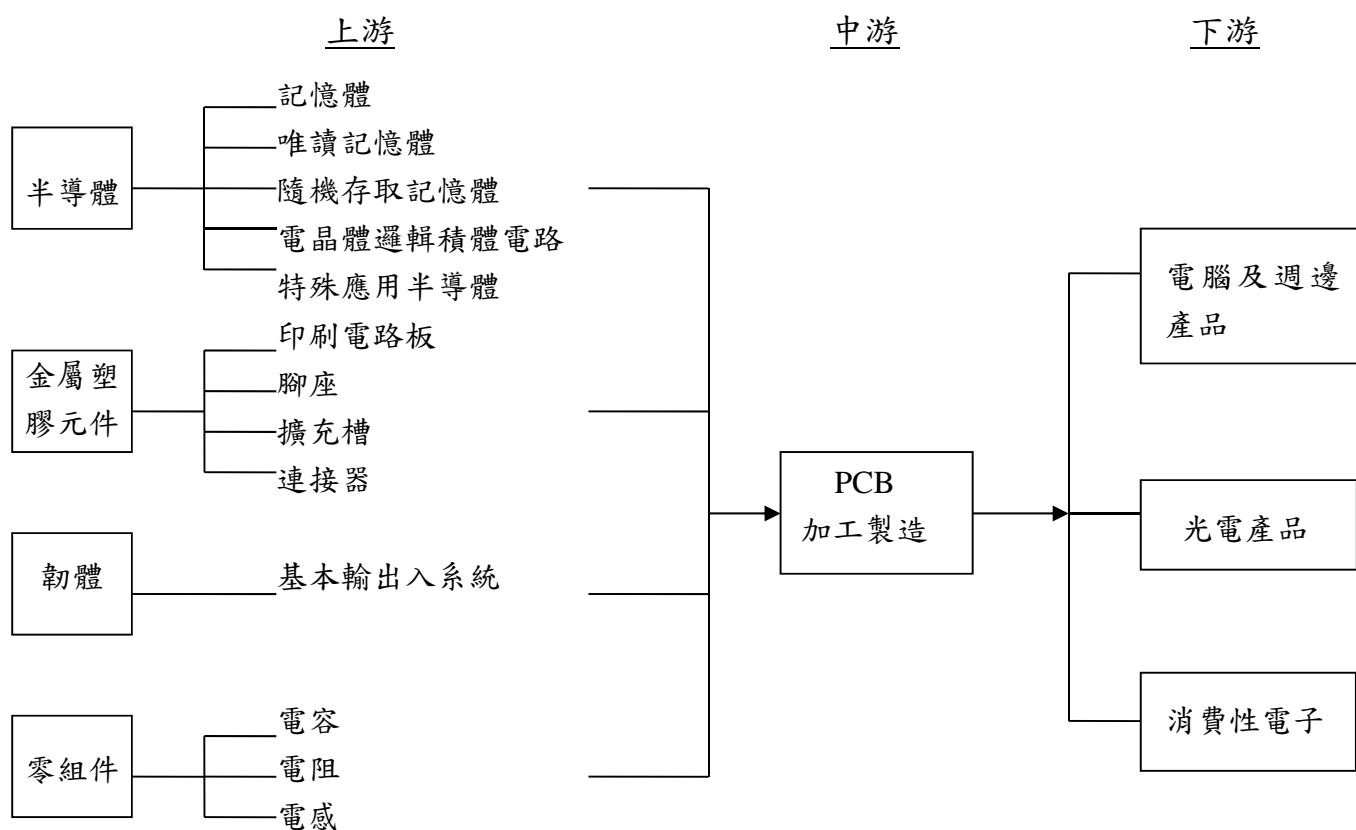 上游
中游
下游
半導體
記憶體
唯讀記憶體
隨機存取記憶體
電晶體邏輯積體電路
特殊應用半導體
金屬塑
膠元件
印刷電路板
腳座
擴充槽
連接器
韌體
基本輸出入系統
零組件
電容
電阻
電感
PCB
加工製造
電腦及週邊
產品
光電產品
消費性電子